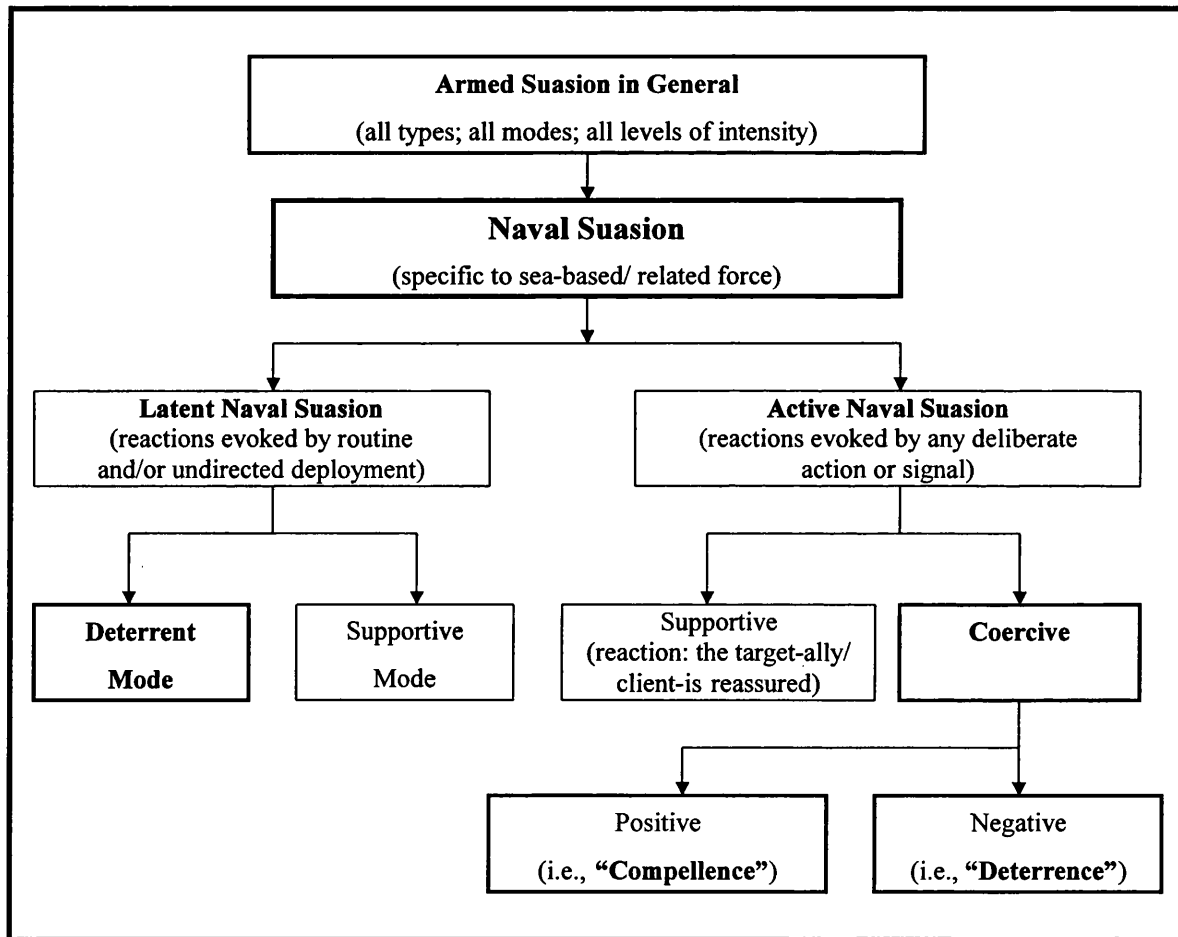 Armed Suasion in General
(all types; all modes; all levels of intensity)
Naval Suasion
(specific to sea-based/ related force)
Latent Naval Suasion
(reactions evoked by routine
and/or undirected deployment)
Active Naval Suasion
(reactions evoked by any deliberate
action or signal)
Deterrent
Mode
Supportive
Mode
Supportive
(reaction: the target-ally/
client-is reassured)
Coercive
Positive
(i.e., “Compellence”)
Negative
(i.e., “Deterrence”)